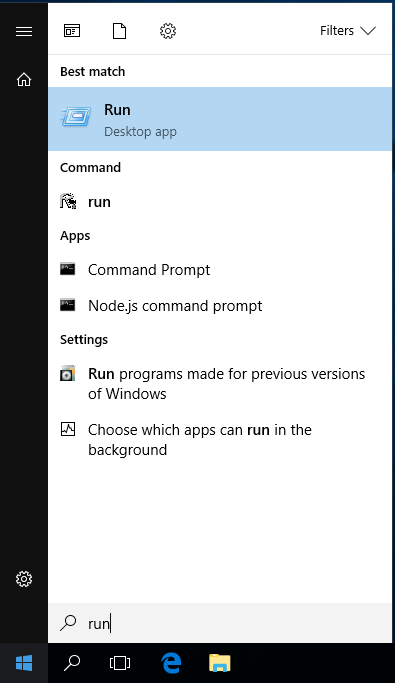 Filters
Best match
Run
Desktop app
Command
run
Apps
Command Prompt
Node.js command prompt
Settings
Run programs made for previous versions
of Windows
Choose which apps can run in the
background
run